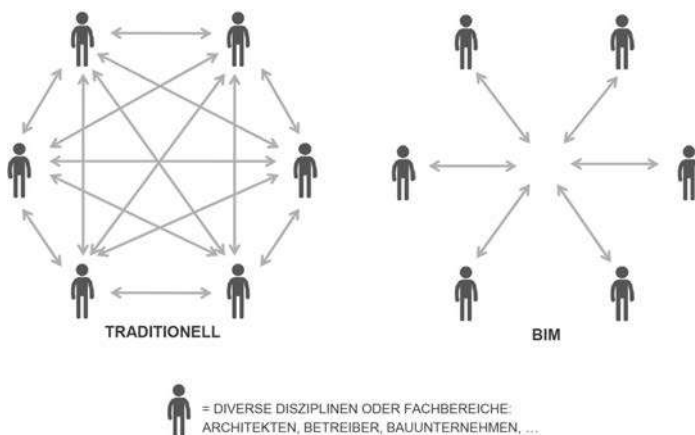 TRADITIONELL
BIM
= DIVERSE DISZIPLINEN ODER FACHBEREICHE:
ARCHITEKTEN, BETREIBER, BAUUNTERNEHMEN, ...